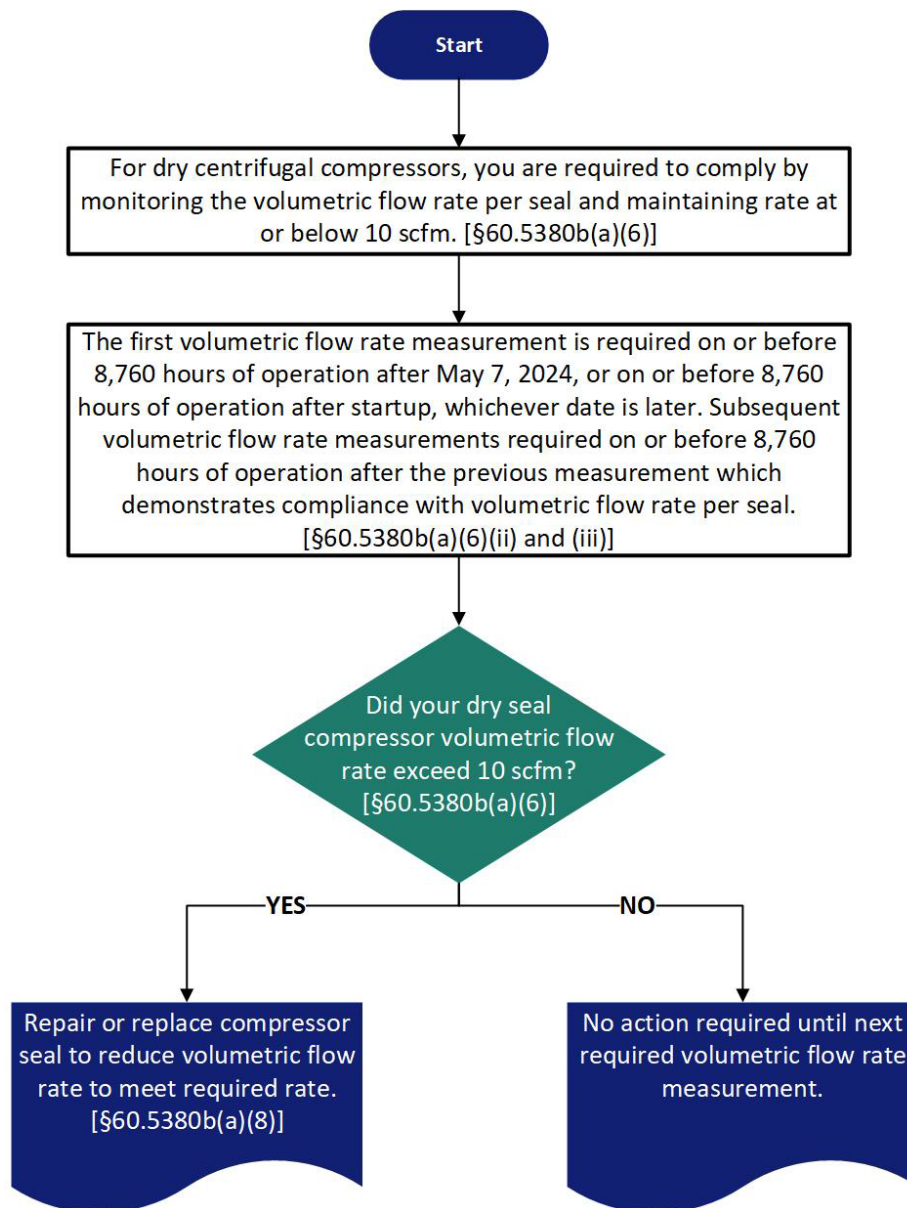 Start
For dry centrifugal compressors, you are required to comply by
monitoring the volumetric flow rate per seal and maintaining rate at
or below 10 scfm. [§60.5380b(a)(6)]
The first volumetric flow rate measurement is required on or before
8,760 hours of operation after May 7, 2024, or on or before 8,760
hours of operation after startup, whichever date is later. Subsequent
volumetric flow rate measurements required on or before 8,760
hours of operation after the previous measurement which
demonstrates compliance with volumetric flow rate per seal.
[§60.5380b(a)(6)(ii) and (iii)]
Did your dry seal
compressor volumetric flow
rate exceed 10 scfm?
[§60.5380b(a)(6)]
YES
NO
Repair or replace compressor
seal to reduce volumetric flow
rate to meet required rate.
[§60.5380b(a)(8)]
No action required until next
required volumetric flow rate
measurement.